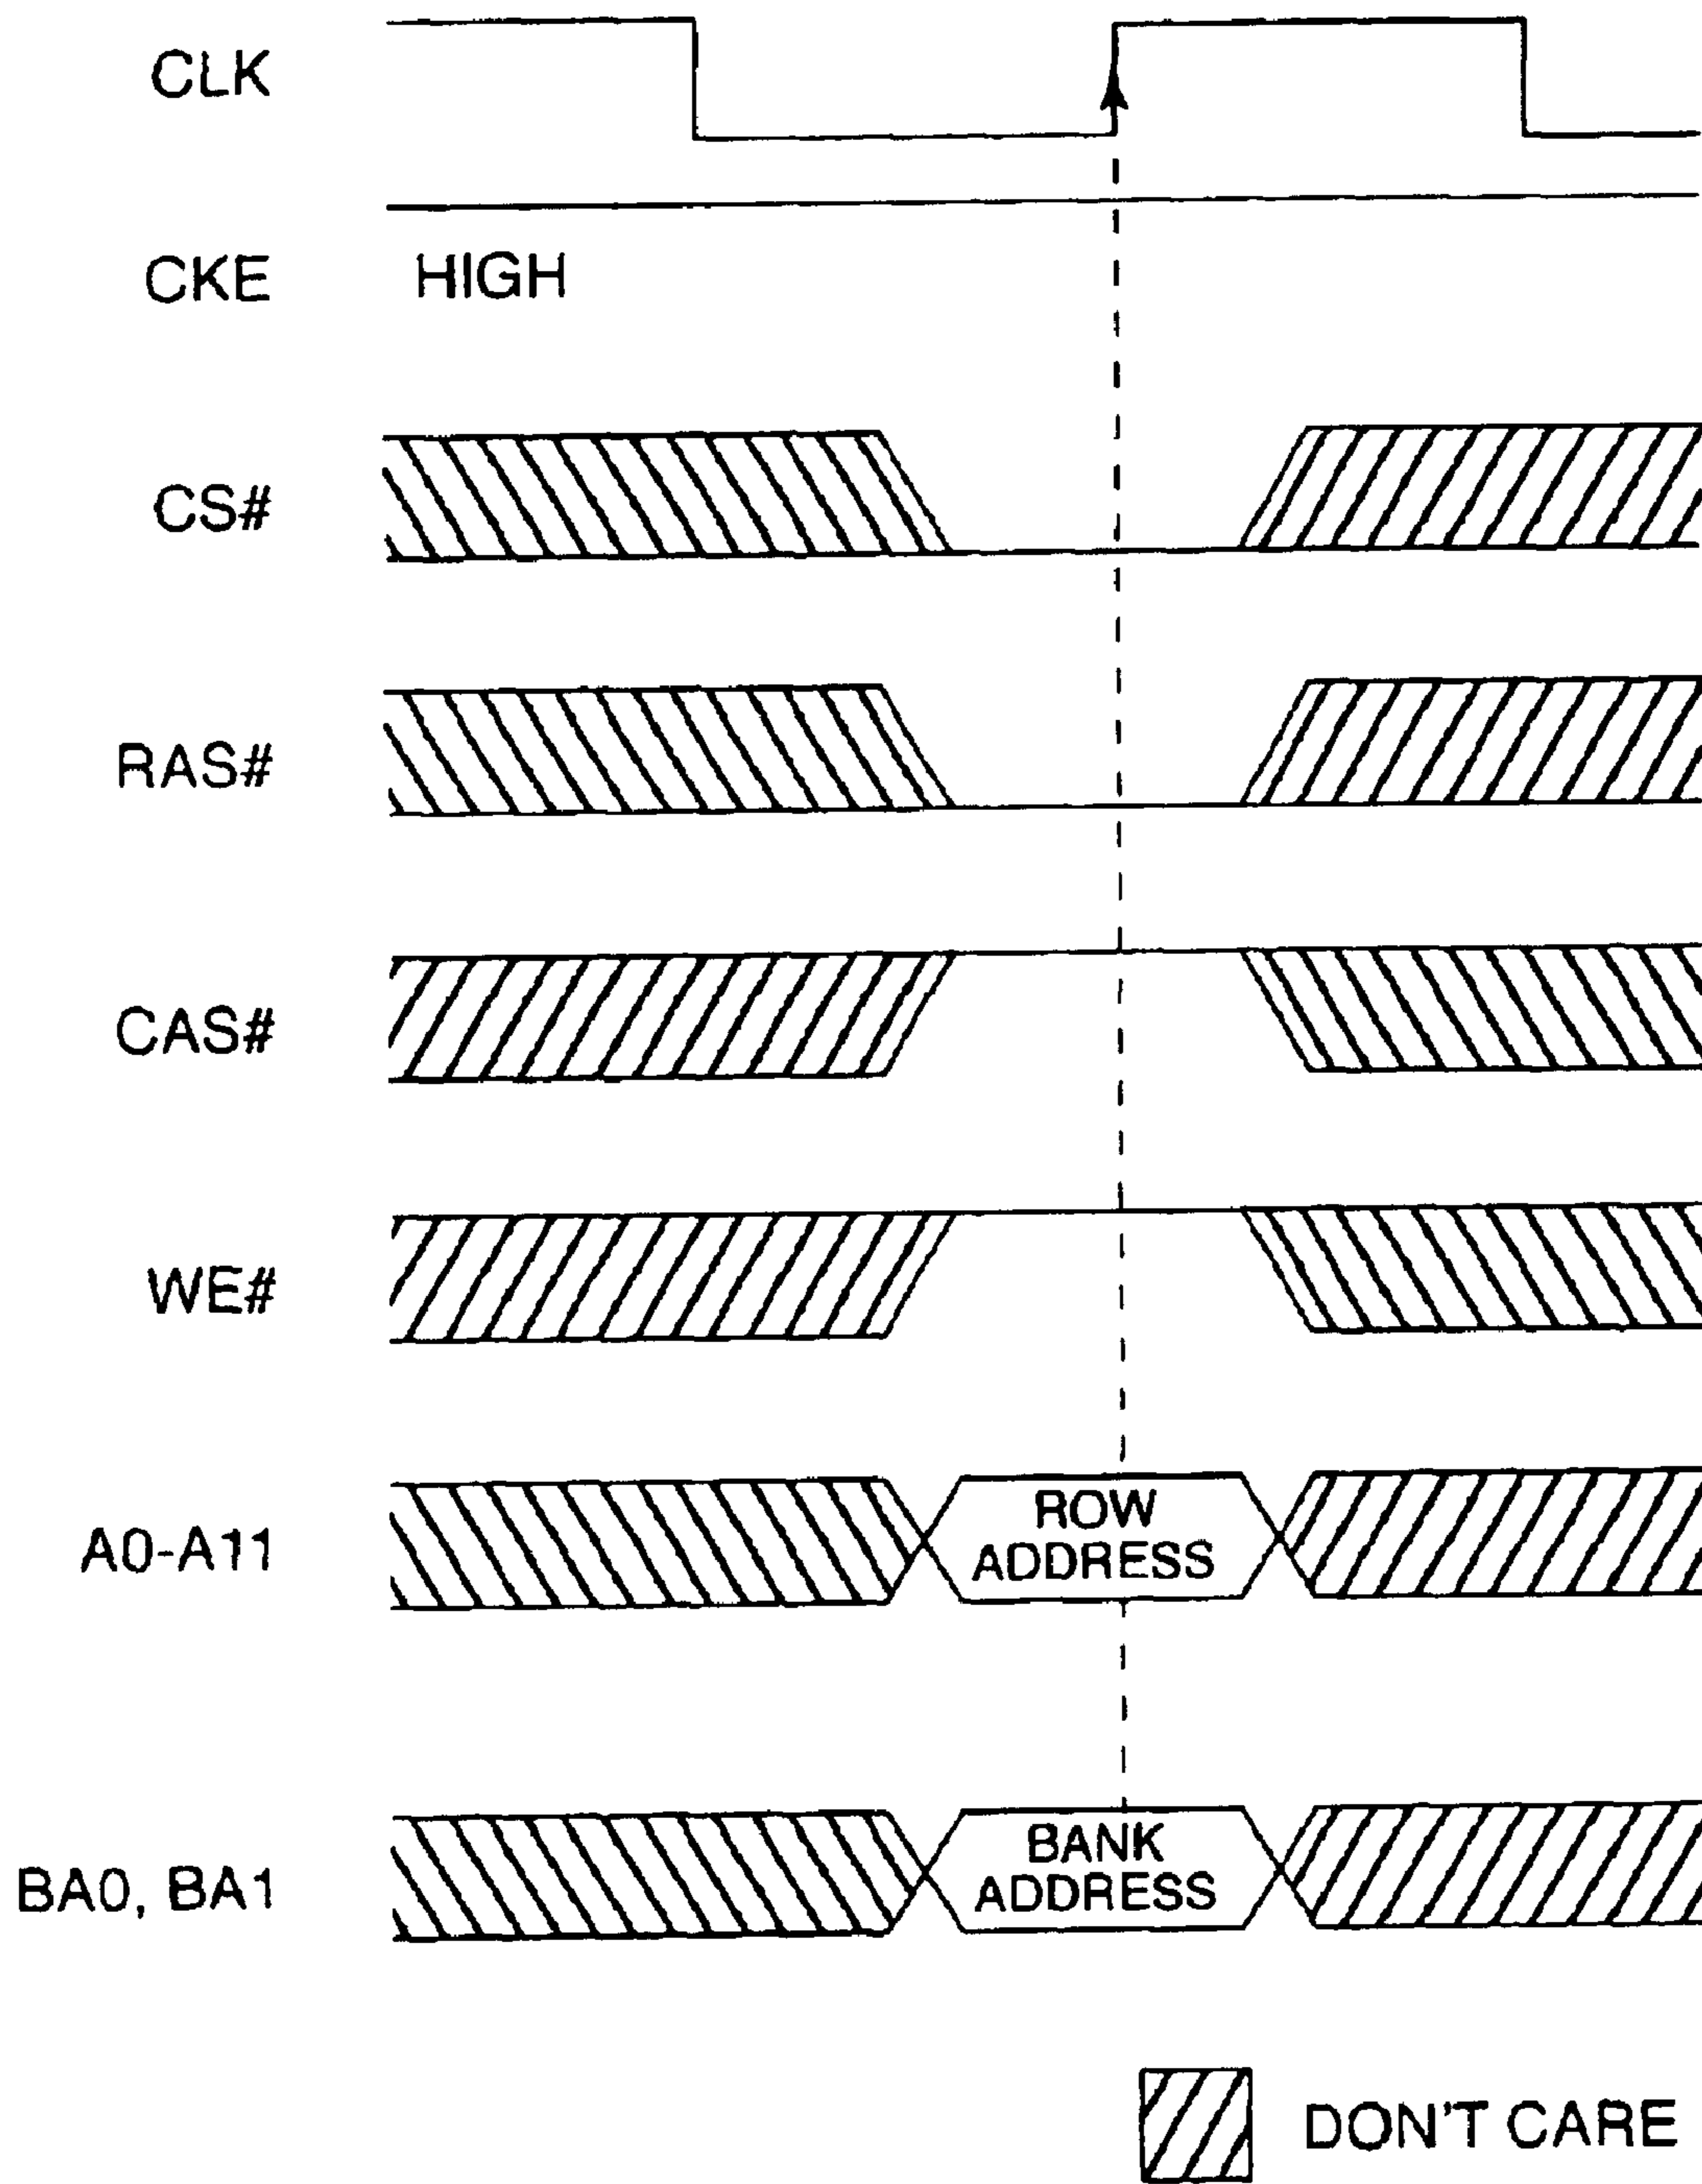 CLK
CKE HIGH
CS#
RAS#
CAS#
WE#
A0-A11
ROW
ADDRESS
BA0, BA1
BANK
ADDRESS
DON'T CARE